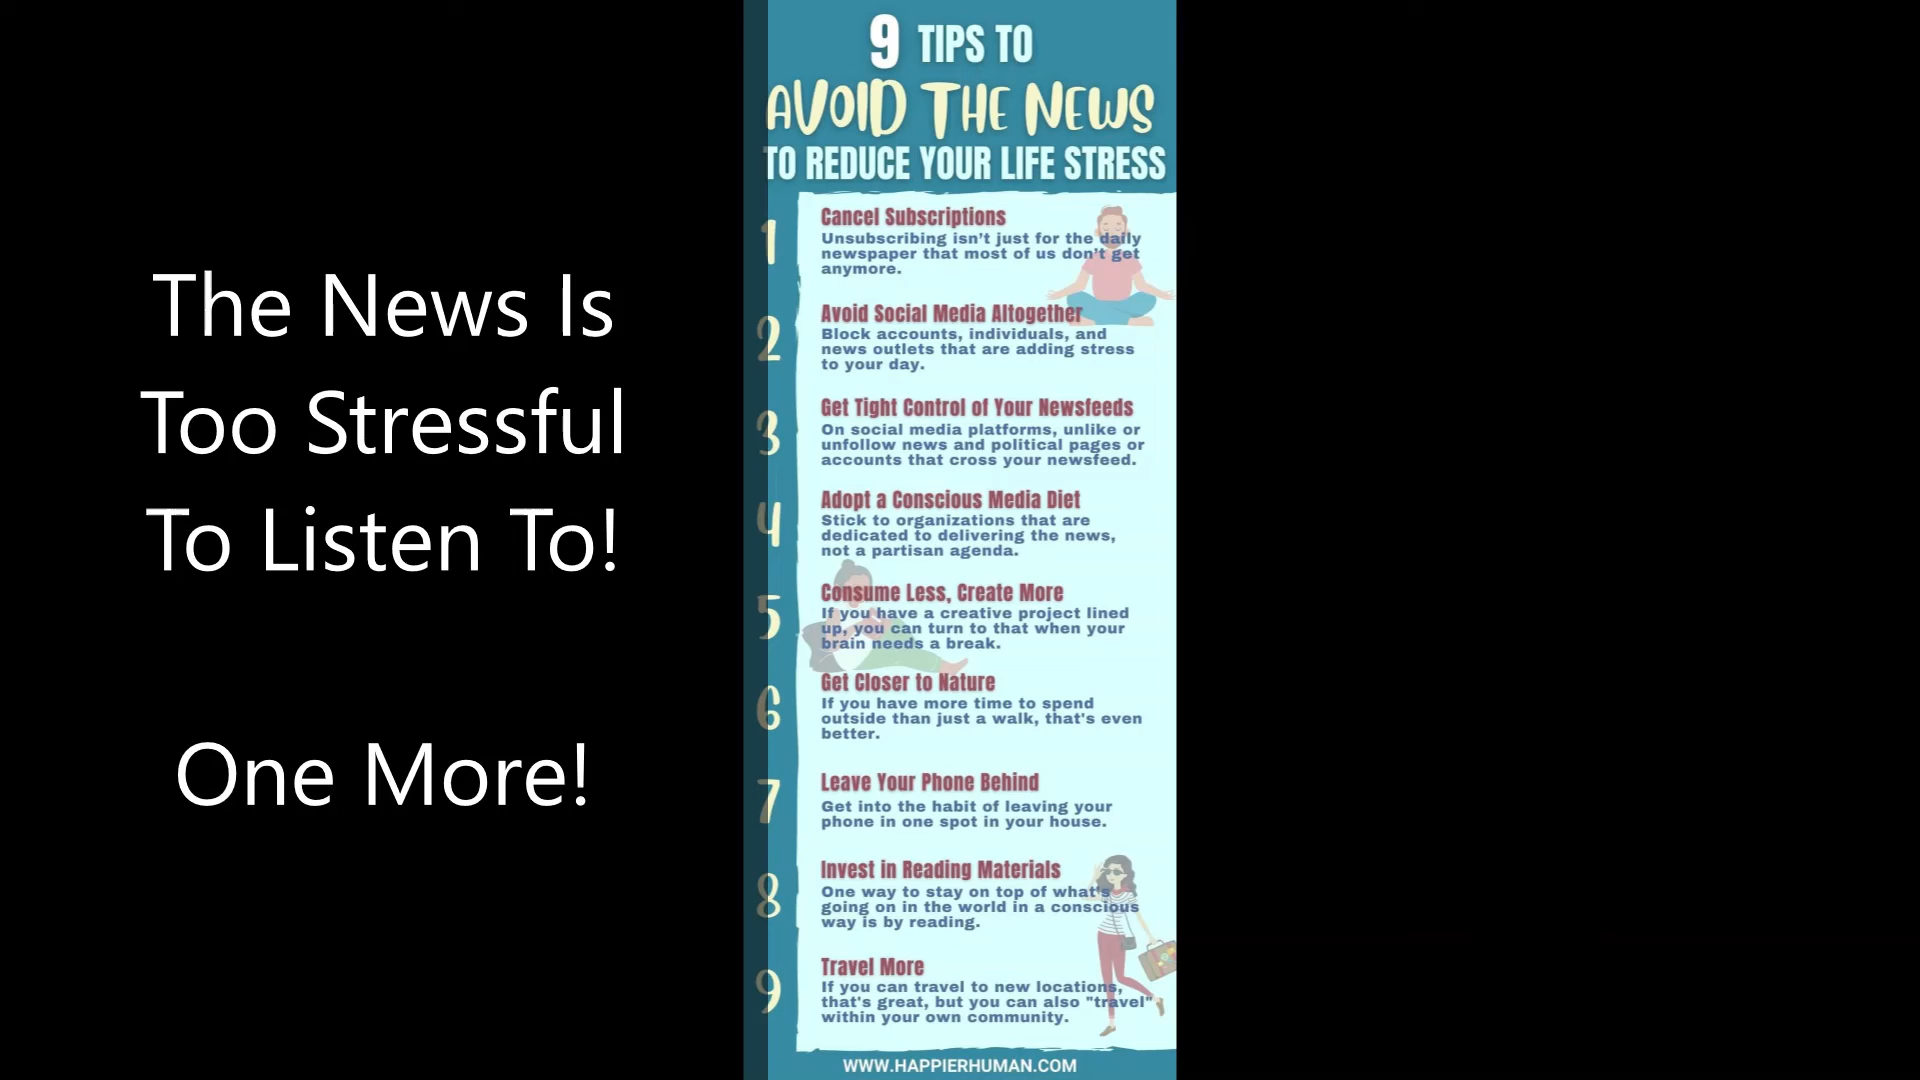 The News Is
Too Stressful
To Listen To!
One More!
9 TIPS TO
AVOID THE NEWS
TO REDUCE YOUR LIFE STRESS
1
Cancel Subscriptions
Unsubscribing isn't just for the daily
newspaper that most of us don't get
anymore.
2
Avoid Social Media Altogether
Block accounts, individuals, and
news outlets that are adding stress
to your day.
3
Get Tight Control of Your Newsfeeds
On social media platforms, unlike or
unfollow news and political pages or
accounts that cross your newsfeed.
4
Adopt a Conscious Media Diet
Stick to organizations that are
dedicated to delivering the news,
not a partisan agenda.
5
Consume Less, Create More
If you have a creative project lined
up, you can turn to that when your
brain needs a break.
6
Get Closer to Nature
If you have more time to spend
outside than just a walk, that's even
better.
7
Leave Your Phone Behind
Get into the habit of leaving your
phone in one spot in your house.
8
Invest in Reading Materials
One way to stay on top of what's
going on in the world in a conscious
way is by reading.
9
Travel More
If you can travel to new locations,
that's great, but you can also "travel"
within your own community.
WWW.HAPPIERHUMAN.COM